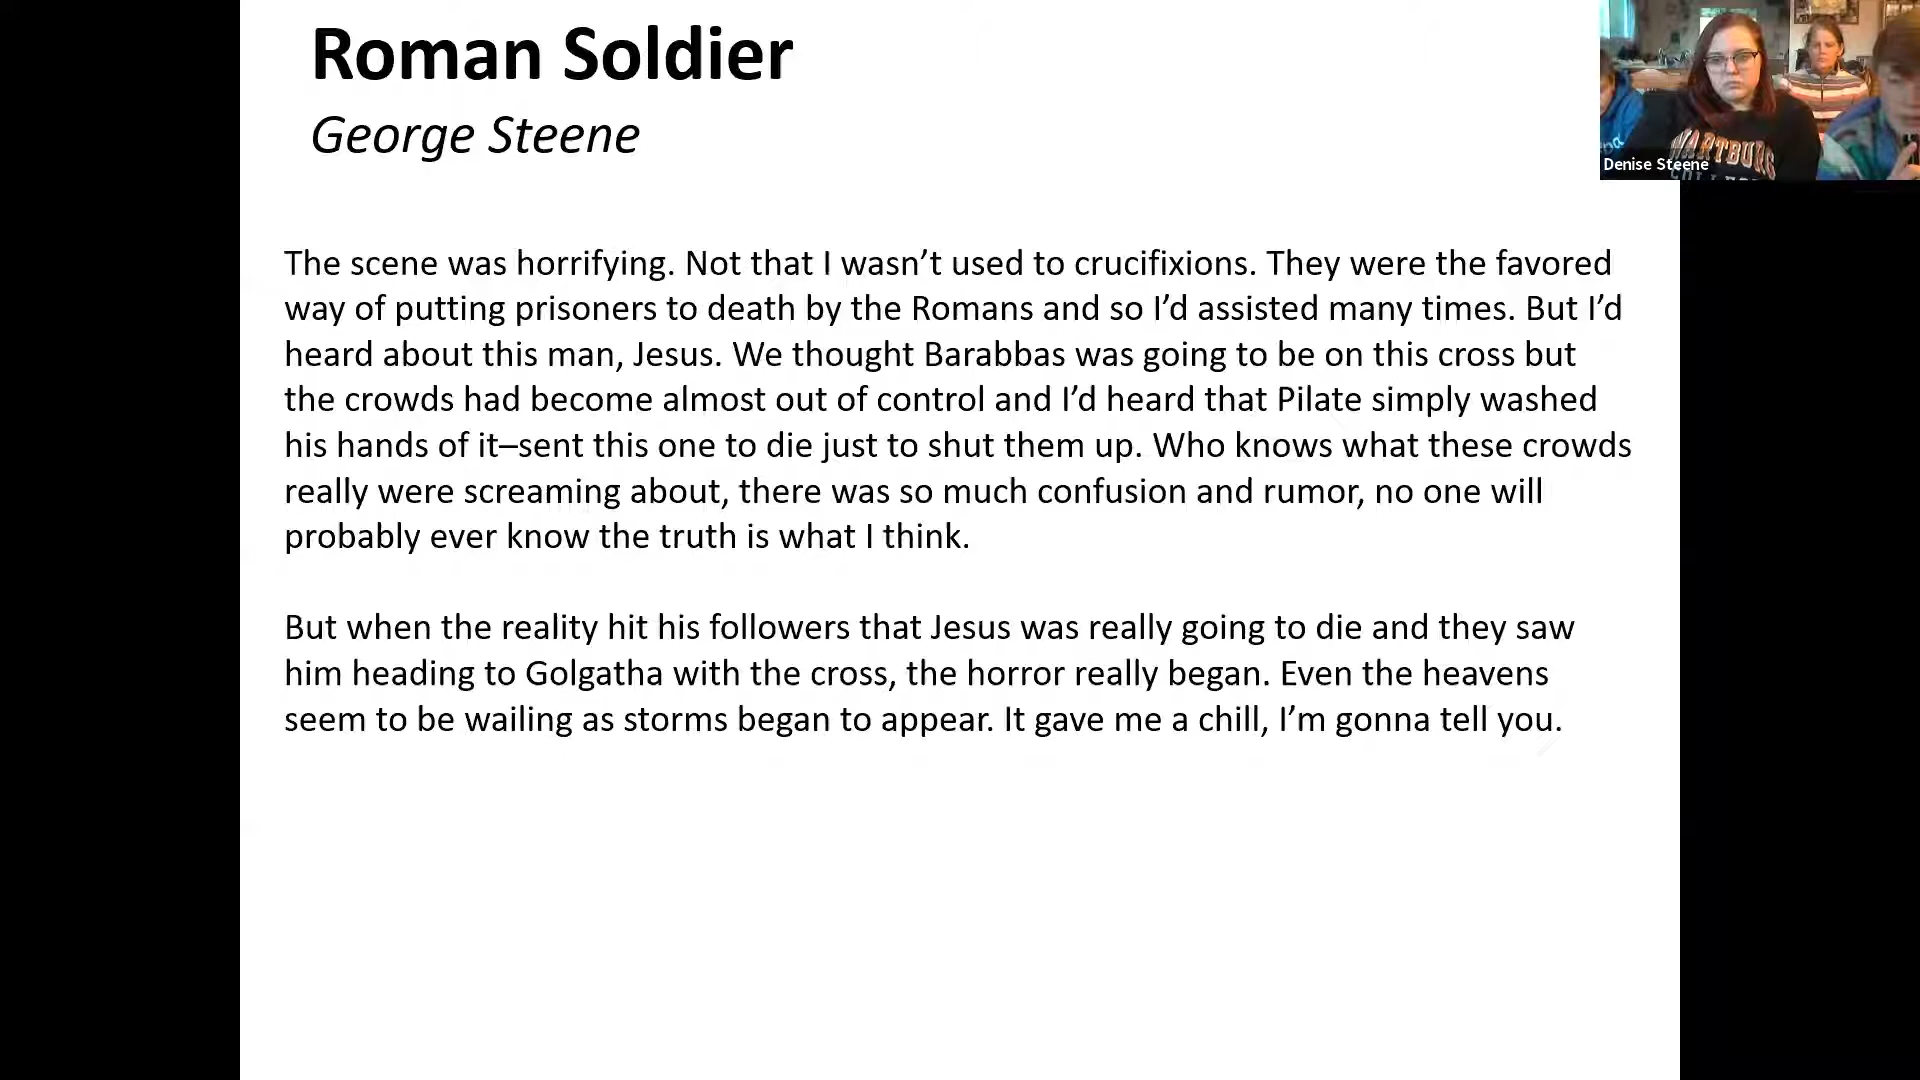 Roman Soldier
George Steene
The scene was horrifying. Not that I wasn’t used to crucifixions. They were the favored
way of putting prisoners to death by the Romans and so I’d assisted many times. But I’d
heard about this man, Jesus. We thought Barabbas was going to be on this cross but
the crowds had become almost out of control and I’d heard that Pilate simply washed
his hands of it–sent this one to die just to shut them up. Who knows what these crowds
really were screaming about, there was so much confusion and rumor, no one will
probably ever know the truth is what I think.
But when the reality hit his followers that Jesus was really going to die and they saw
him heading to Golgatha with the cross, the horror really began. Even the heavens
seem to be wailing as storms began to appear. It gave me a chill, I’m gonna tell you.
WARTBURG
Denise Steene